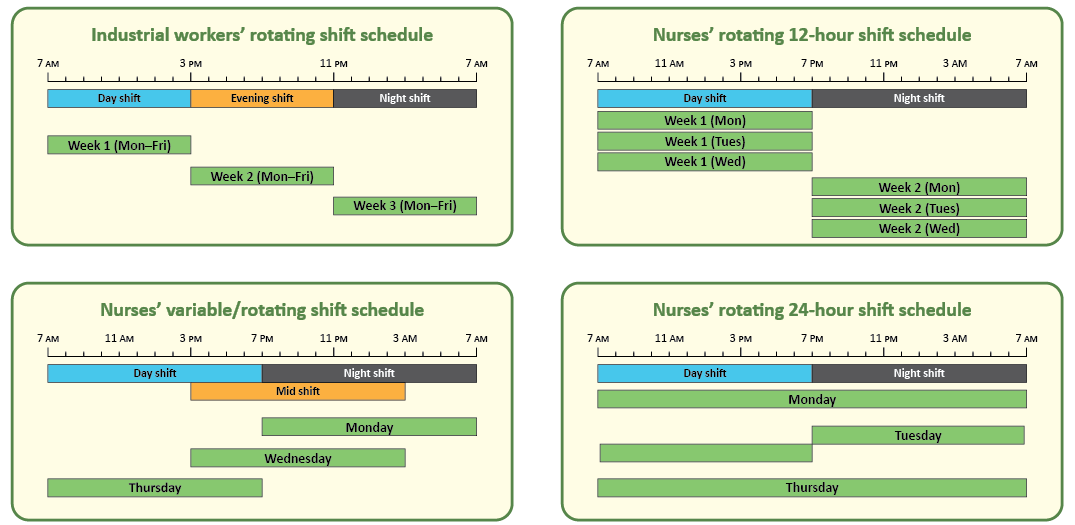 Industrial workers’ rotating shift schedule
7 AM 3 PM 11 PM 7 AM
Day shift Evening shift Night shift
Week 1 (Mon–Fri)
Week 2 (Mon–Fri)
Week 3 (Mon–Fri)
Nurses’ rotating 12-hour shift schedule
7 AM 11 AM 3 PM 7 PM 11 PM 3 AM 7 AM
Day shift Night shift
Week 1 (Mon)
Week 1 (Tues)
Week 1 (Wed)
Week 2 (Mon)
Week 2 (Tues)
Week 2 (Wed)
Nurses’ variable/rotating shift schedule
7 AM 11 AM 3 PM 7 PM 11 PM 3 AM 7 AM
Day shift Night shift
Mid shift
Monday
Wednesday
Thursday
Nurses’ rotating 24-hour shift schedule
7 AM 11 AM 3 PM 7 PM 11 PM 3 AM 7 AM
Day shift Night shift
Monday
Tuesday
Thursday